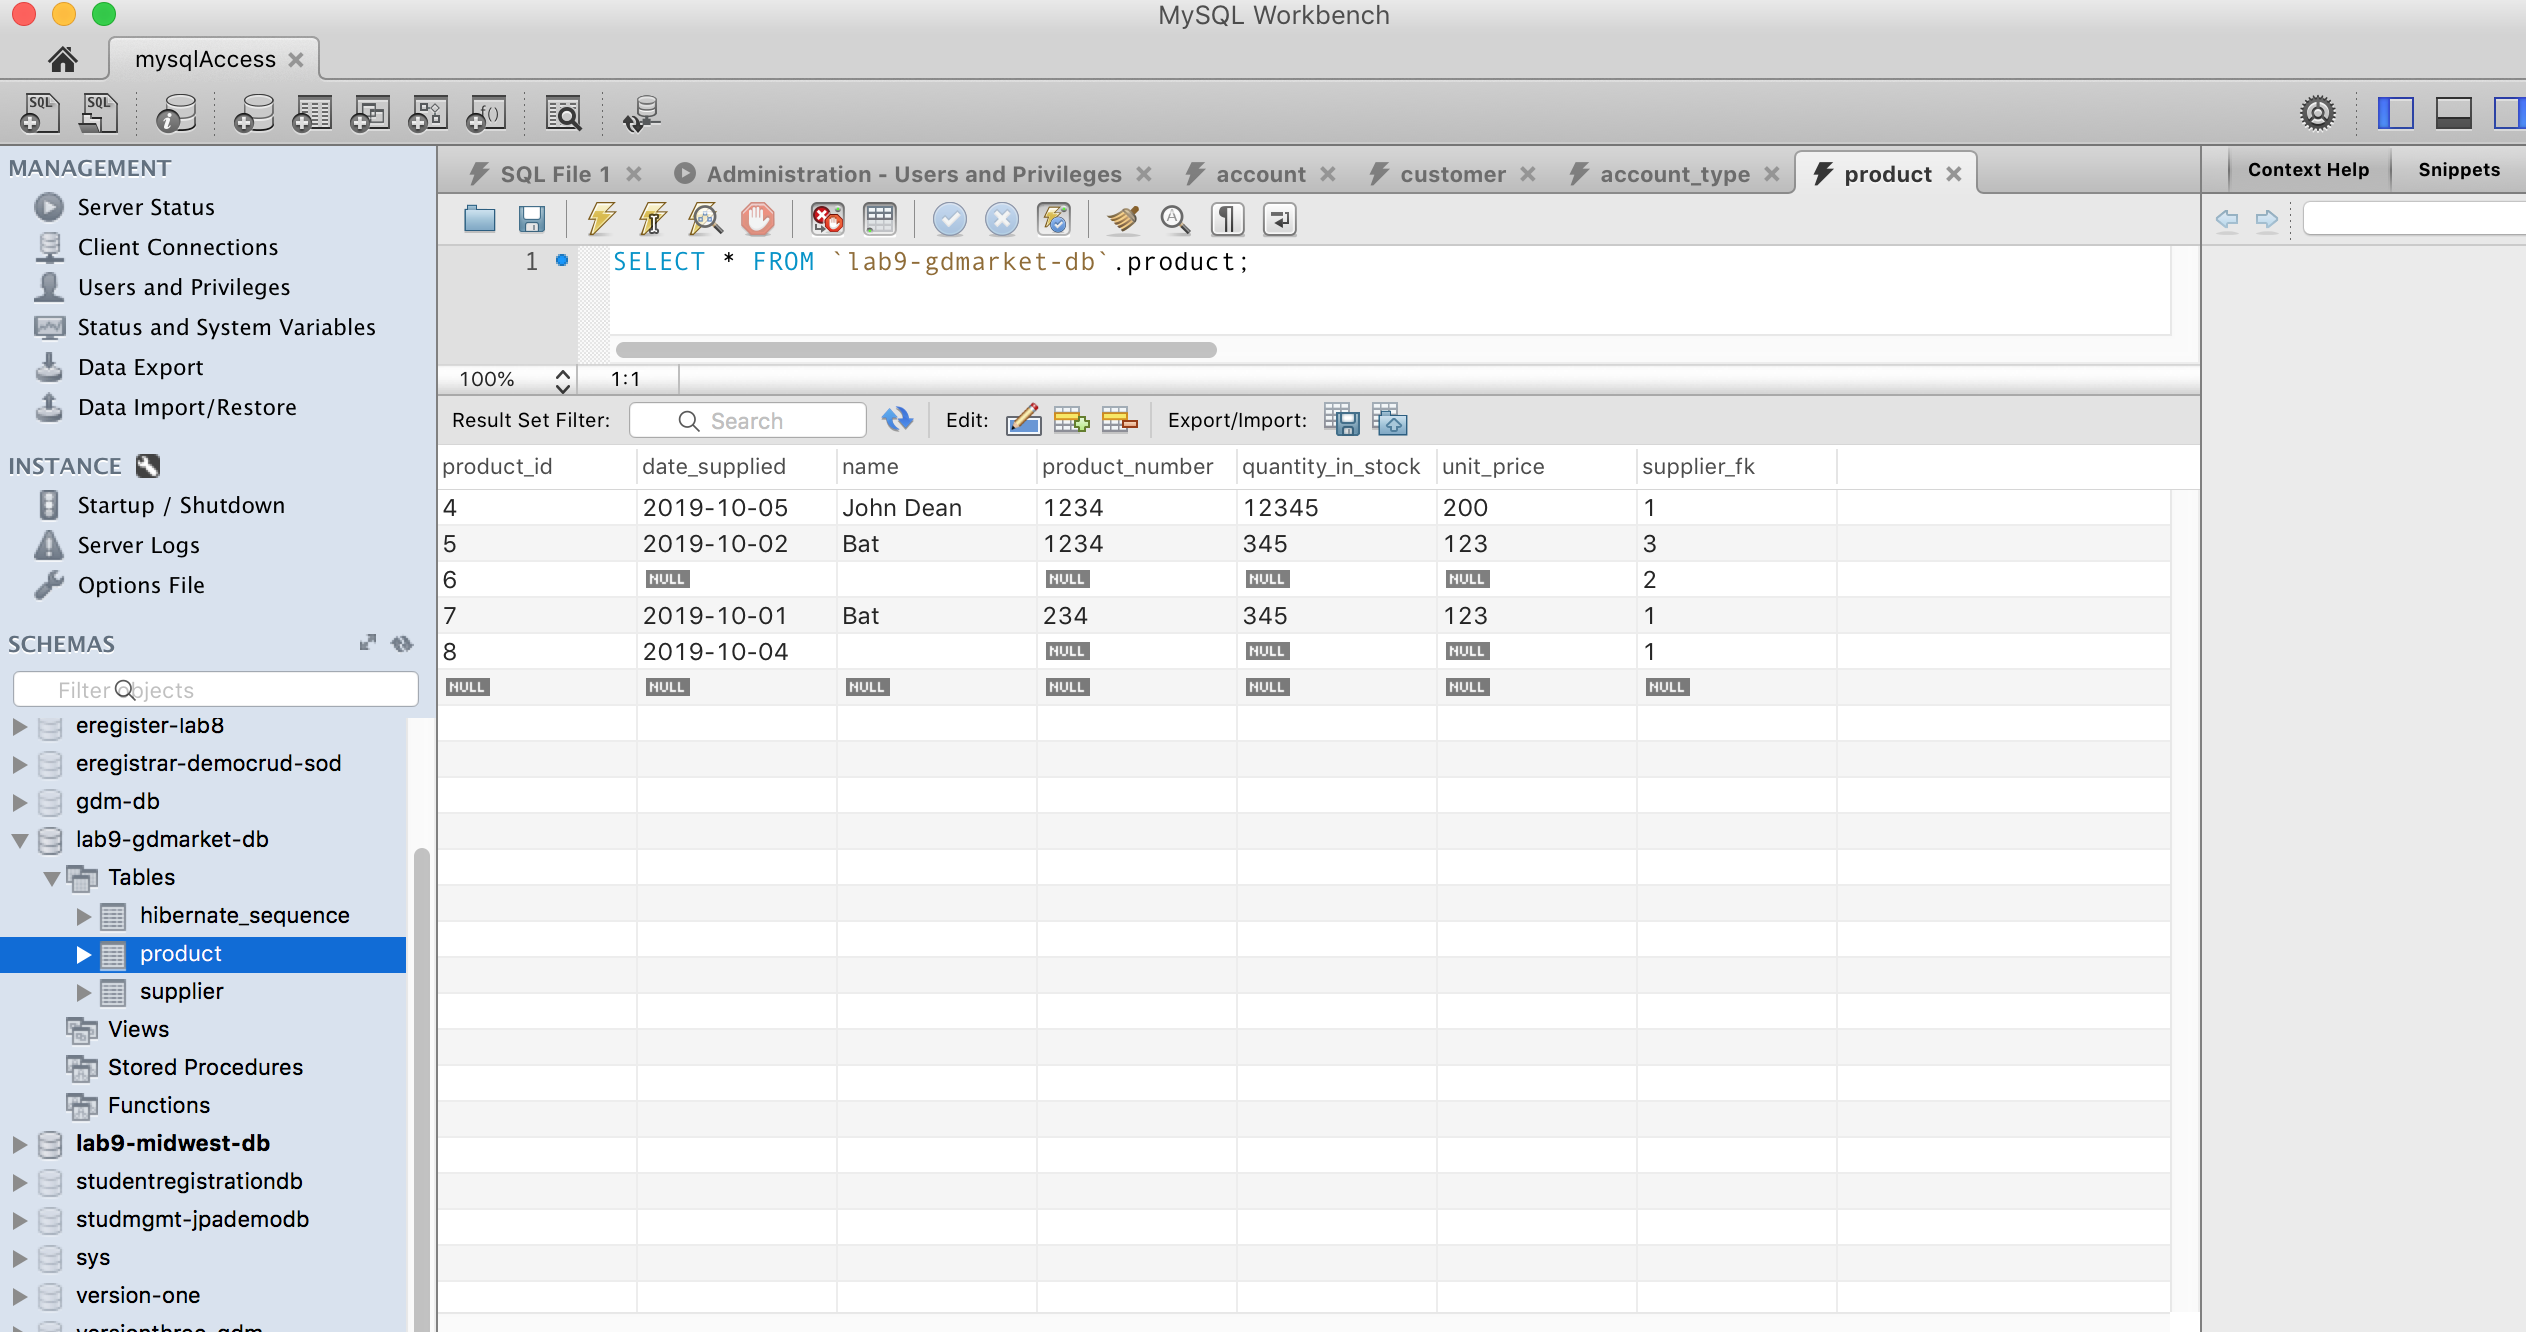 MySQL Workbench
mysqlAccess
MANAGEMENT
Server Status
Client Connections
Users and Privileges
Status and System Variables
Data Export
Data Import/Restore
INSTANCE
Startup / Shutdown
Server Logs
Options File
SCHEMAS
Filter objects
eregister-lab8
eregistrar-democrud-sod
gdm-db
lab9-gdmarket-db
Tables
hibernate_sequence
product
supplier
Views
Stored Procedures
Functions
lab9-midwest-db
studentregistrationdb
studmgmt-jpademodb
sys
version-one
versionthree-gdm
SQL File 1 Administration - Users and Privileges account customer account_type product
1 SELECT * FROM `lab9-gdmarket-db`.product;
100% 1:1
Result Set Filter: Search Edit: Export/Import:
product_id date_supplied name product_number quantity_in_stock unit_price supplier_fk
4 2019-10-05 John Dean 1234 12345 200 1
5 2019-10-02 Bat 1234 345 123 3
6 NULL NULL NULL NULL 2
7 2019-10-01 Bat 234 345 123 1
8 2019-10-04 NULL NULL NULL 1
NULL NULL NULL NULL NULL NULL NULL
Context Help Snippets